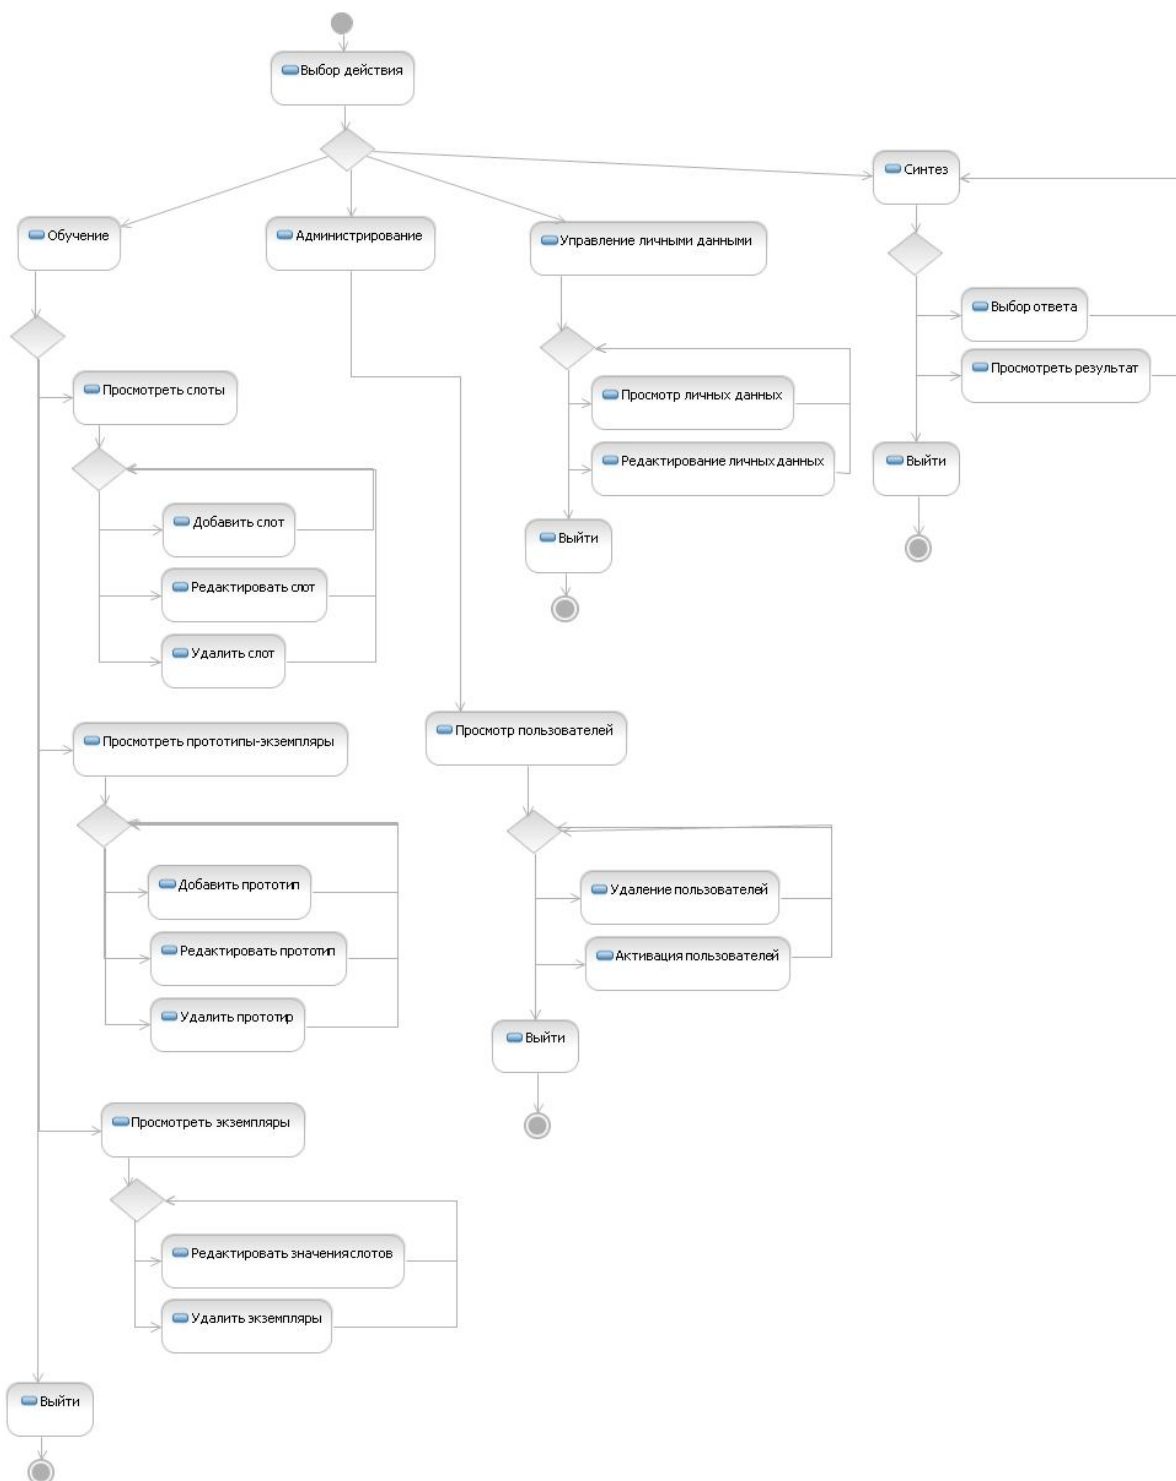 Выбор действия
Синтез
Обучение
Администрирование
Управление личными данными
Выбор ответа
Просмотреть результат
Просмотреть слоты
Просмотр личных данных
Редактирование личных данных
Выйти
Добавить слот
Выйти
Редактировать слот
Удалить слот
Просмотр пользователей
Просмотреть прототипы-экземпляры
Добавить прототип
Удаление пользователей
Редактировать прототип
Активация пользователей
Удалить прототир
Выйти
Просмотреть экземпляры
Редактировать значения слотов
Удалить экземпляры
Выйти